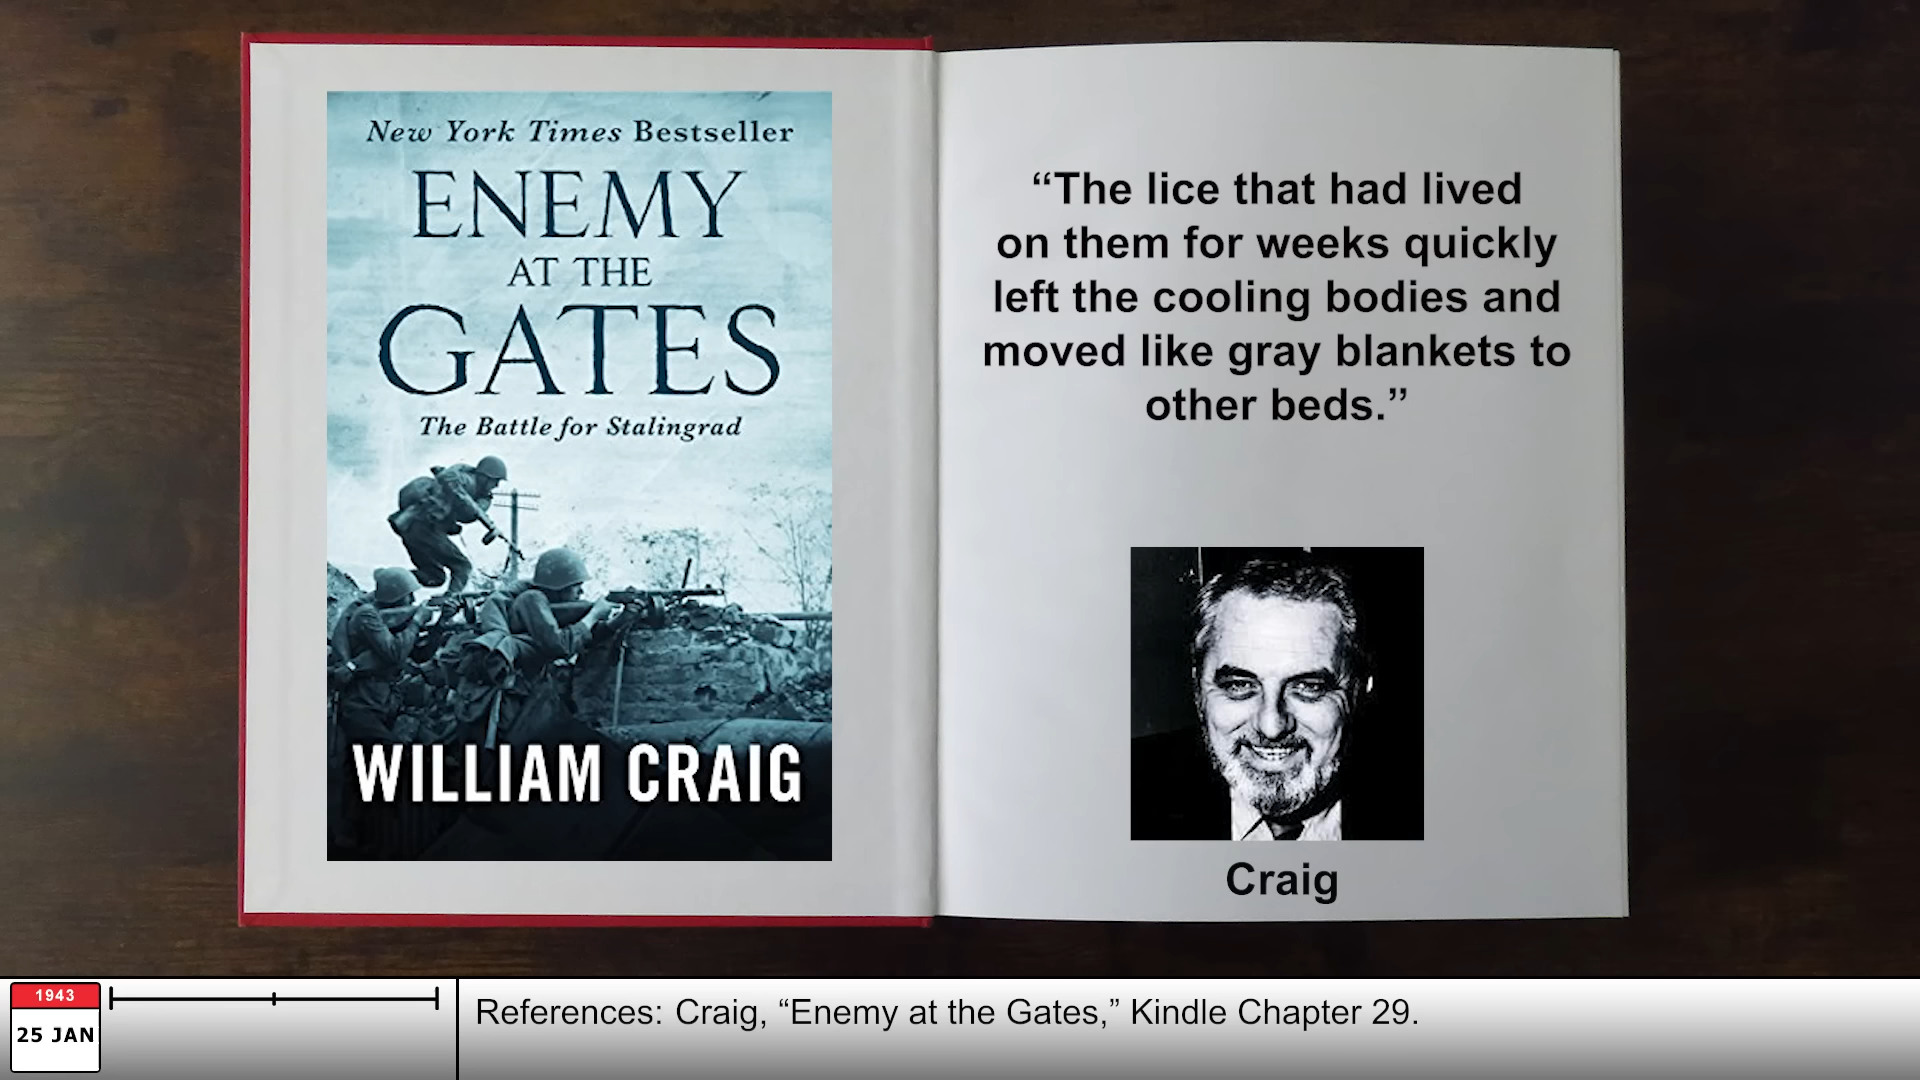 New York Times Bestseller
ENEMY
AT THE
GATES
The Battle for Stalingrad
WILLIAM CRAIG
“The lice that had lived
on them for weeks quickly
left the cooling bodies and
moved like gray blankets to
other beds.”
Craig
1943
25 JAN
References: Craig, “Enemy at the Gates,” Kindle Chapter 29.